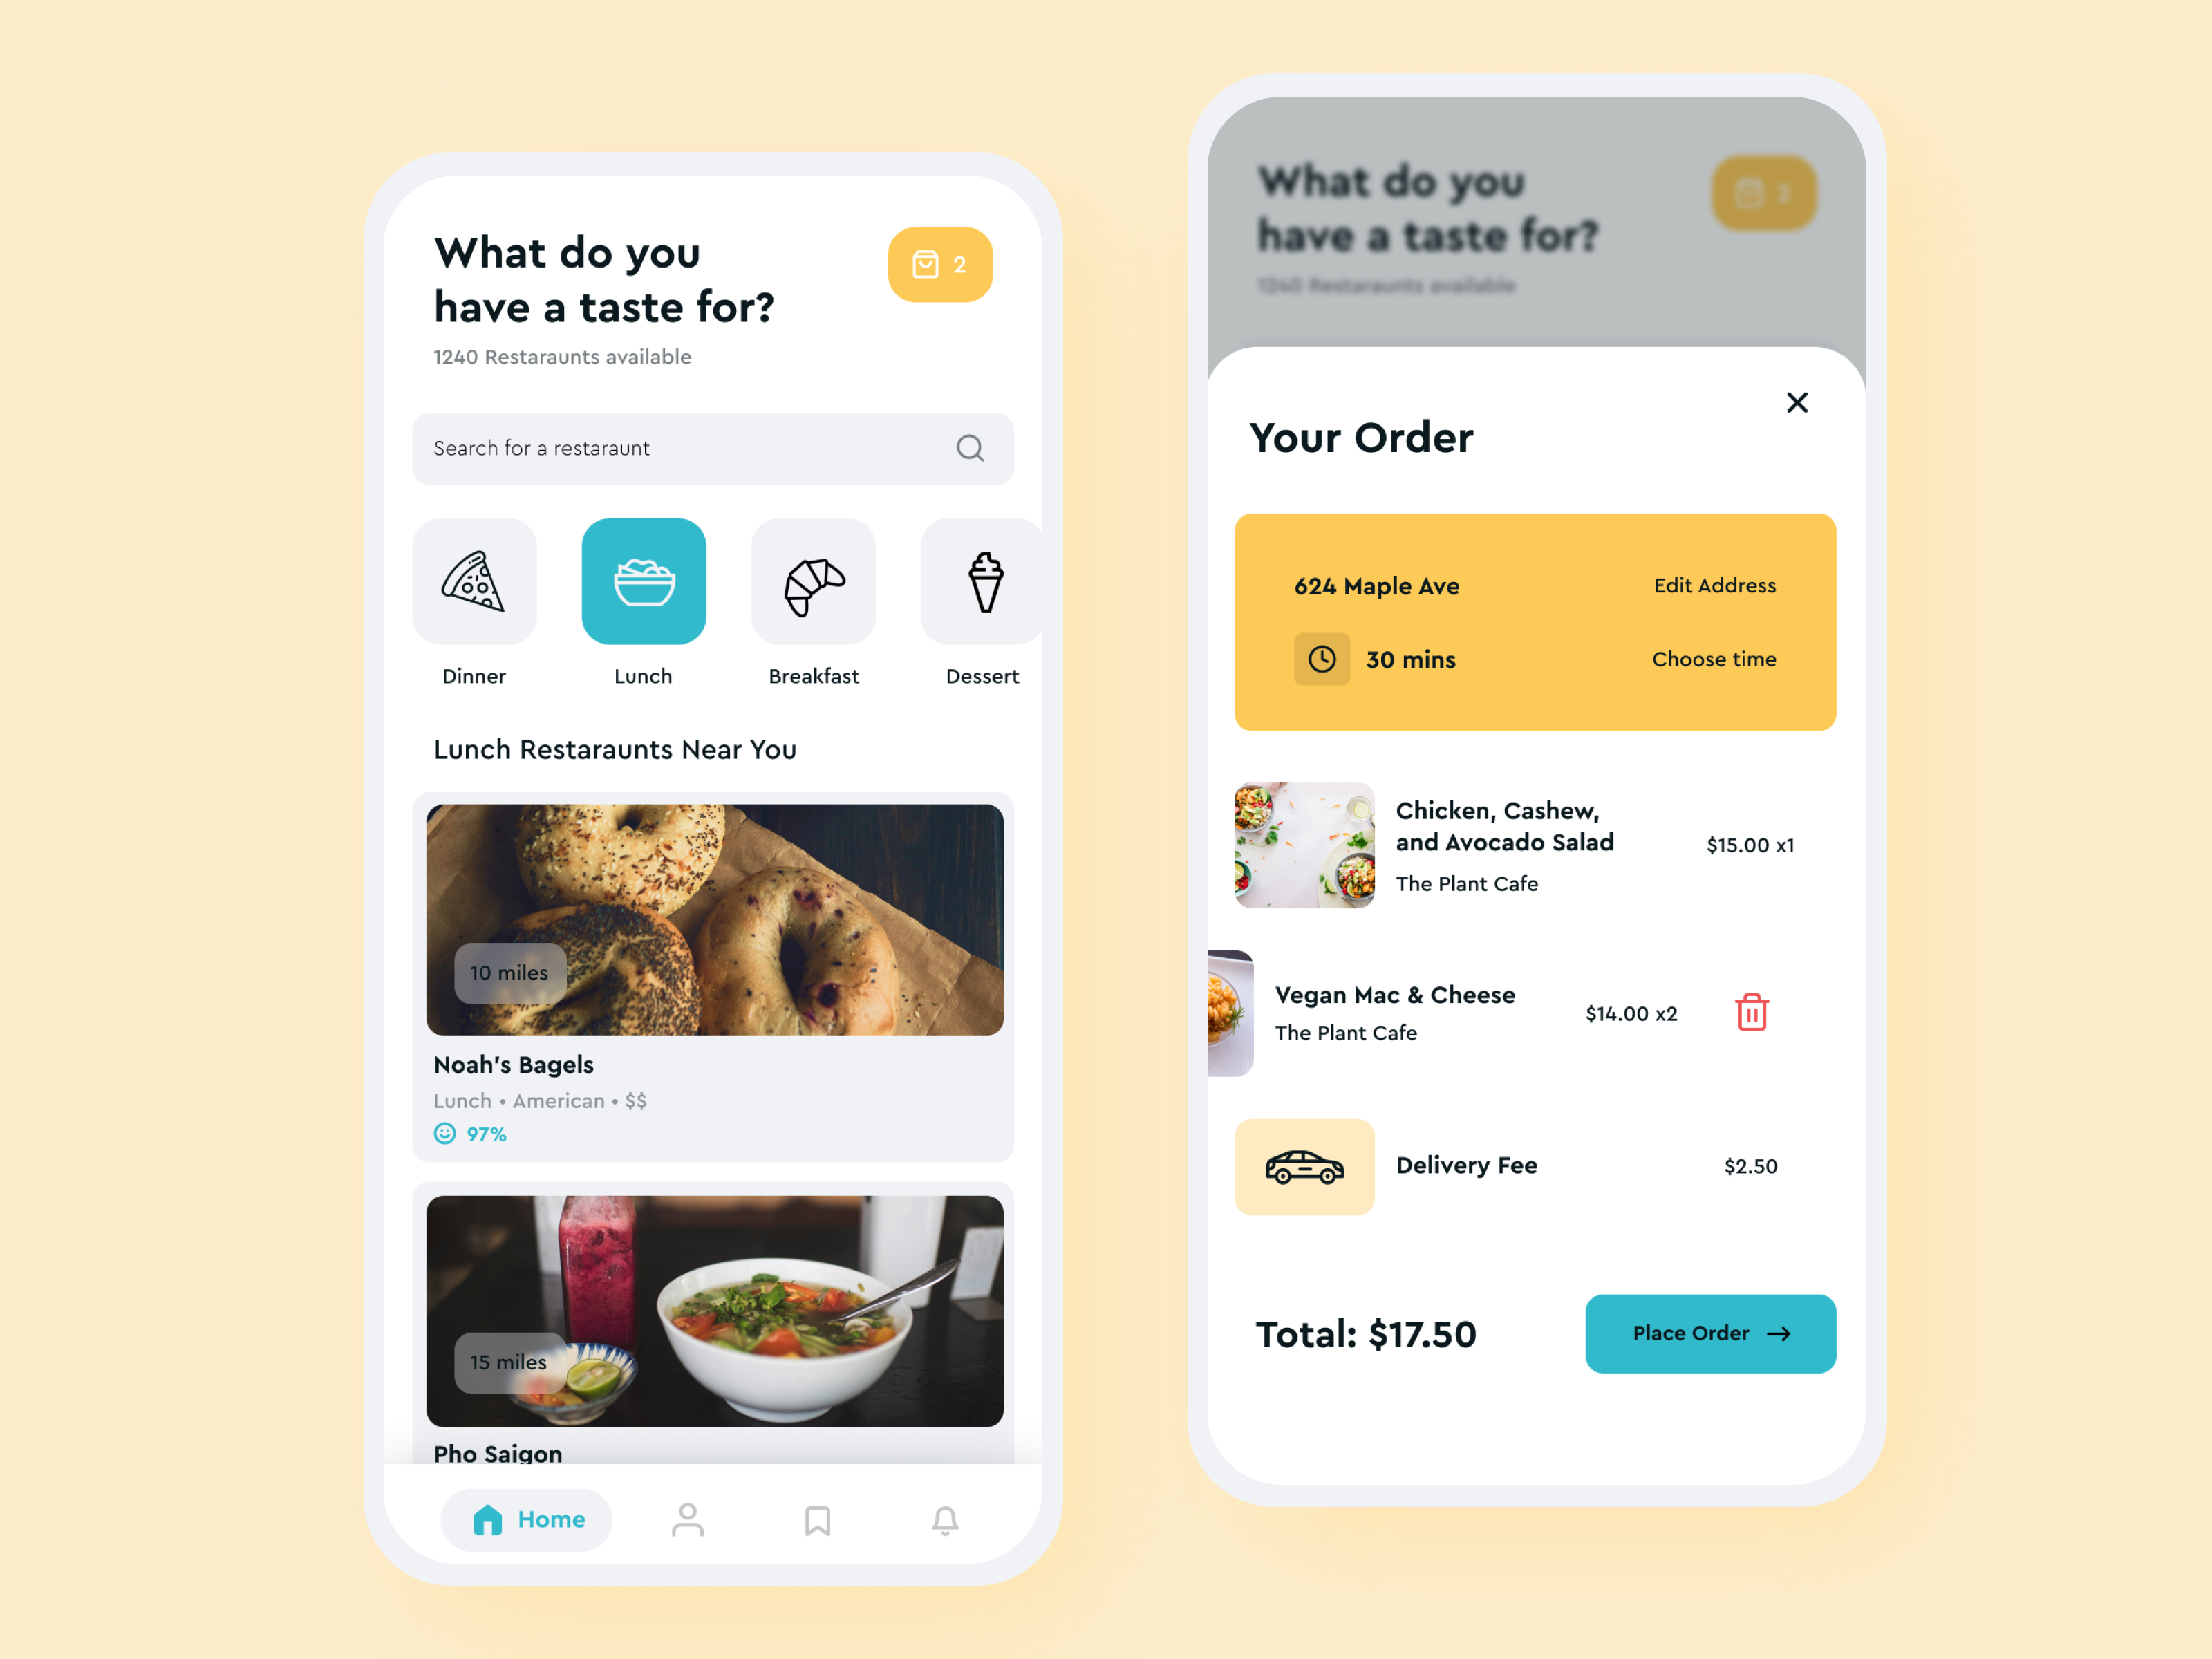 What do you
have a taste for?
1240 Restaraunts available
2
Search for a restaraunt
Dinner
Lunch
Breakfast
Dessert
Lunch Restaraunts Near You
10 miles
Noah's Bagels
Lunch • American • $$
97%
15 miles
Pho Saigon
Home
What do you
have a taste for?
1240 Restaraunts available
Your Order
624 Maple Ave
Edit Address
30 mins
Choose time
Chicken, Cashew,
and Avocado Salad
The Plant Cafe
$15.00 x1
Vegan Mac & Cheese
The Plant Cafe
$14.00 x2
Delivery Fee
$2.50
Total: $17.50
Place Order →